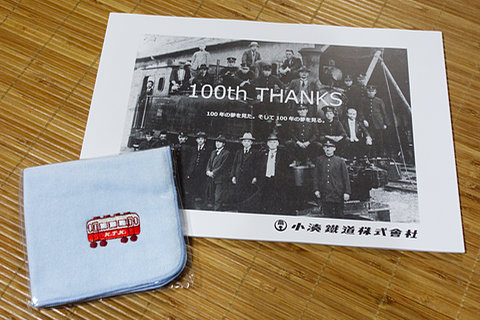 100th THANKS
100年の夢を見た。そして100年の夢を見る。
小湊鐵道株式會社
K.T.K.